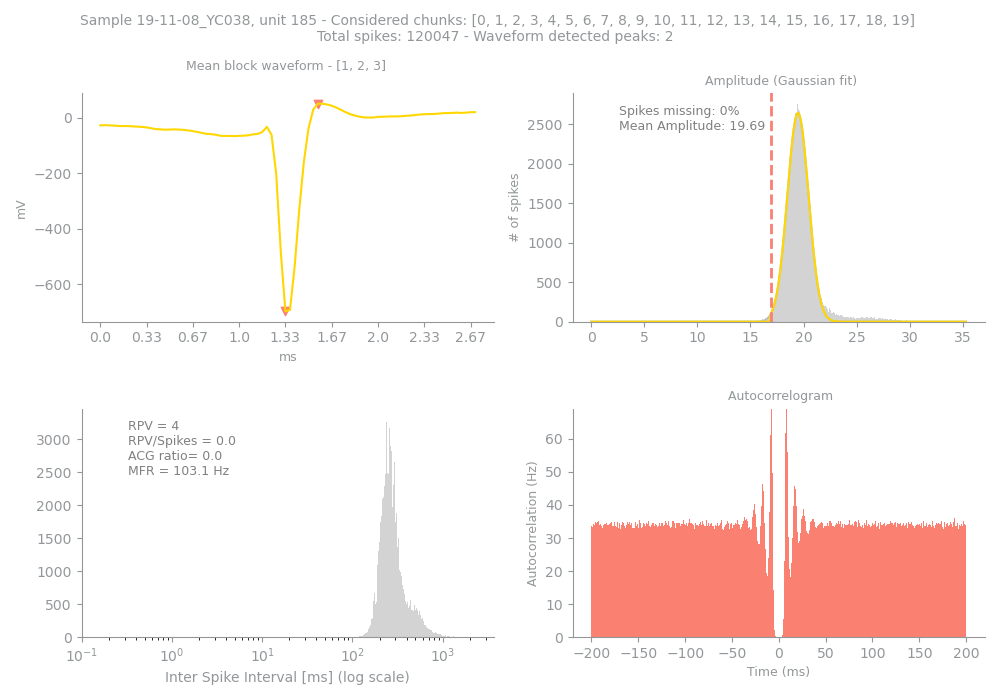 Sample 19-11-08_YC038, unit 185 - Considered chunks: [0, 1, 2, 3, 4, 5, 6, 7, 8, 9, 10, 11, 12, 13, 14, 15, 16, 17, 18, 19]
Total spikes: 120047 - Waveform detected peaks: 2
Mean block waveform - [1, 2, 3]
0
−200
−400
−600
mV
0.0 0.33 0.67 1.0 1.33 1.67 2.0 2.33 2.67
ms
Amplitude (Gaussian fit)
Spikes missing: 0%
Mean Amplitude: 19.69
2500
2000
1500
1000
500
0
# of spikes
0 5 10 15 20 25 30 35
RPV = 4
RPV/Spikes = 0.0
ACG ratio= 0.0
MFR = 103.1 Hz
3000
2500
2000
1500
1000
500
0
10⁻¹ 10⁰ 10¹ 10² 10³
Inter Spike Interval [ms] (log scale)
Autocorrelogram
60
50
40
30
20
10
0
Autocorrelation (Hz)
−200 −150 −100 −50 0 50 100 150 200
Time (ms)